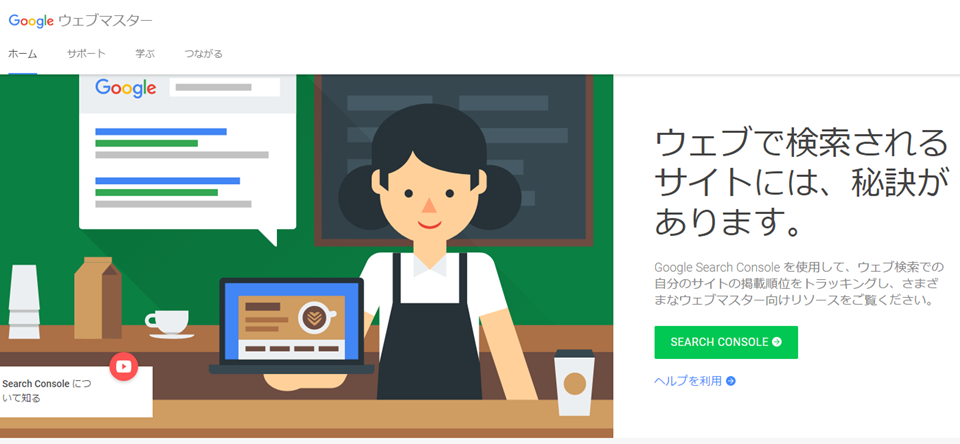 Google ウェブマスター
ホーム サポート 学ぶ つながる
Google
ウェブで検索される
サイトには、秘訣が
あります。
Google Search Console を使用して、ウェブ検索での
自分のサイトの掲載順位をトラッキングし、さまざ
まなウェブマスター向けリソースをご覧ください。
SEARCH CONSOLE
ヘルプを利用
Search Console につ
いて知る